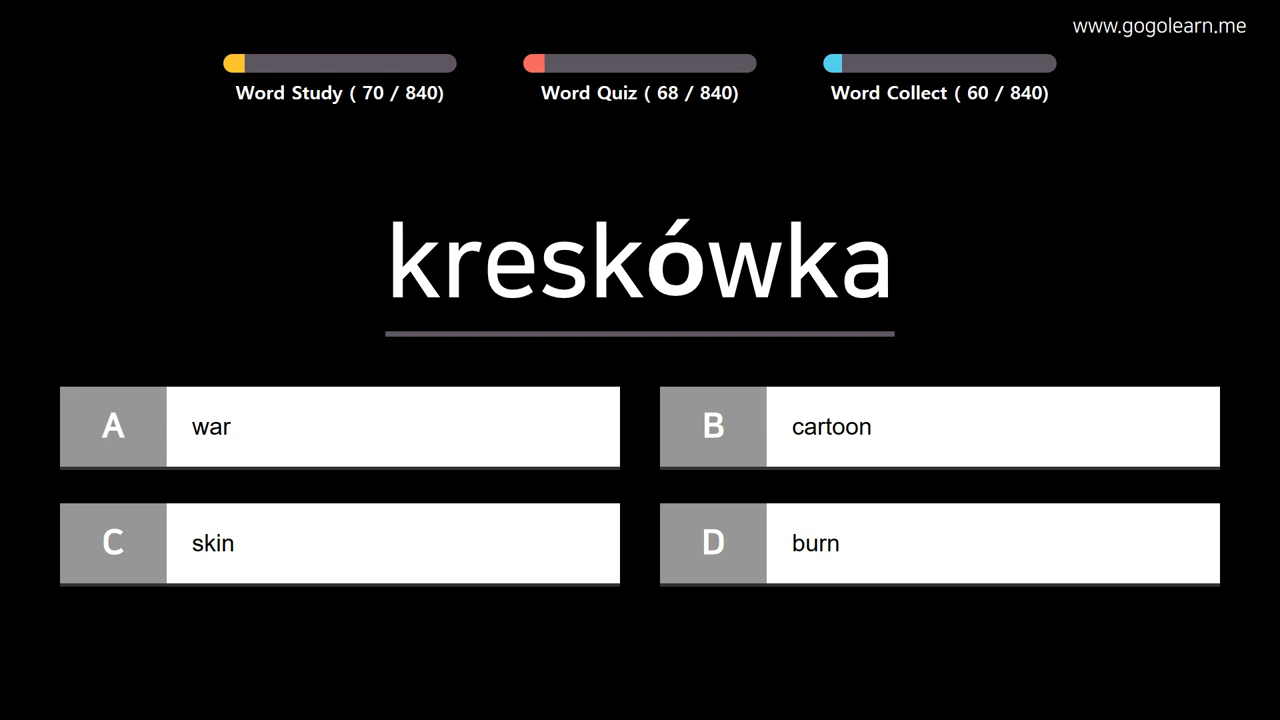 www.gogolearn.me
Word Study ( 70 / 840)
Word Quiz ( 68 / 840)
Word Collect ( 60 / 840)
kreskówka
A war
B cartoon
C skin
D burn